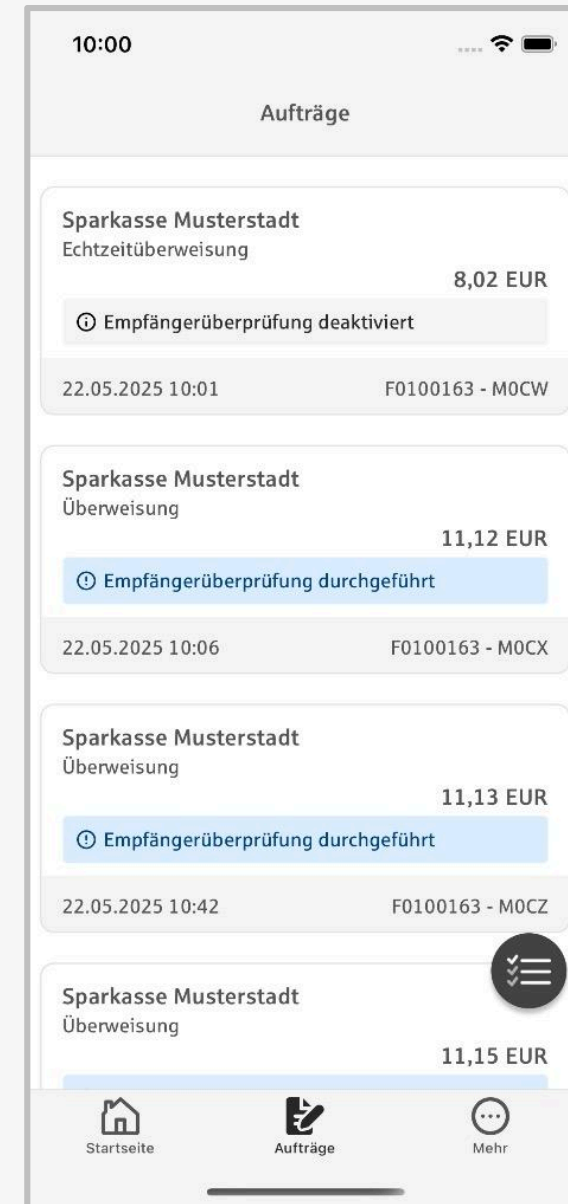 10:00
Aufträge
Sparkasse Musterstadt
Echtzeitüberweisung
8,02 EUR
Empfängerüberprüfung deaktiviert
22.05.2025 10:01 F0100163 - M0CW
Sparkasse Musterstadt
Überweisung
11,12 EUR
Empfängerüberprüfung durchgeführt
22.05.2025 10:06 F0100163 - M0CX
Sparkasse Musterstadt
Überweisung
11,13 EUR
Empfängerüberprüfung durchgeführt
22.05.2025 10:42 F0100163 - M0CZ
Sparkasse Musterstadt
Überweisung
11,15 EUR
Startseite Aufträge Mehr